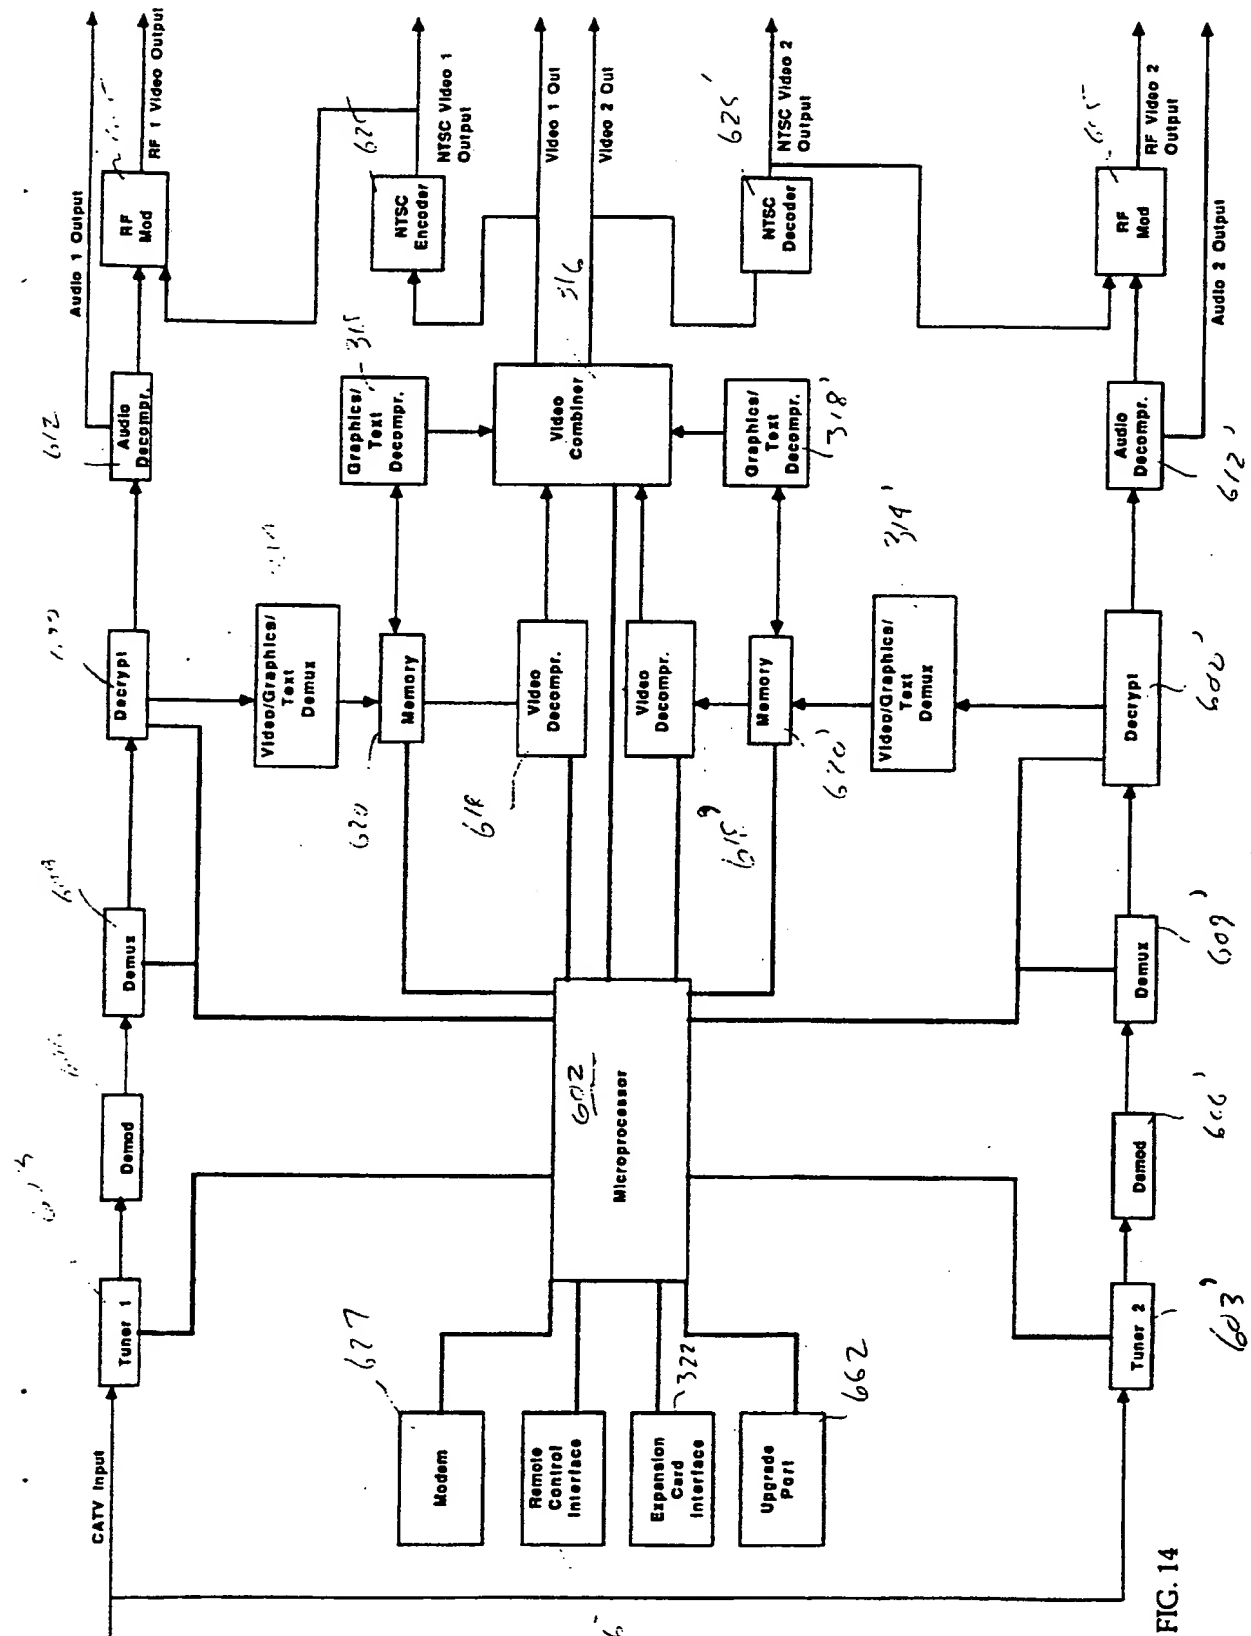 CATV Input
Tuner 1
Demod
Demux
Decrypt
Audio
Decompr.
612
Audio 1 Output
RF
Mod
RF 1 Video Output
Video/Graphics/
Text
Demux
Memory
620
Graphics/
Text
Decompr.
315
NTSC
Encoder
NTSC Video 1
Output
Modem
627
Remote
Control
Interface
Expansion
Card
Interface
322
Upgrade
Port
662
Microprocessor
602
Video
Decompr.
618
Video
Combiner
316
Video 1 Out
Video 2 Out
Video
Decompr.
Memory
620'
Graphics/
Text
Decompr.
318'
NTSC
Decoder
625'
NTSC Video 2
Output
Video/Graphics/
Text
Demux
314'
Tuner 2
603'
Demod
606'
Demux
609'
Decrypt
600'
Audio
Decompr.
612'
RF
Mod
RF Video 2
Output
Audio 2 Output
FIG. 14